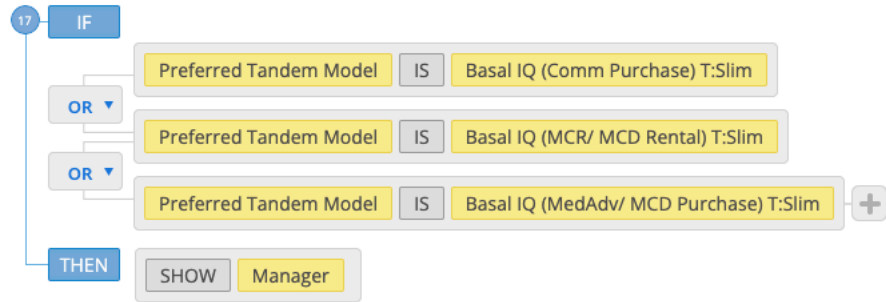 17 IF
Preferred Tandem Model IS Basal IQ (Comm Purchase) T:Slim
OR
Preferred Tandem Model IS Basal IQ (MCR/ MCD Rental) T:Slim
OR
Preferred Tandem Model IS Basal IQ (MedAdv/ MCD Purchase) T:Slim
THEN SHOW Manager